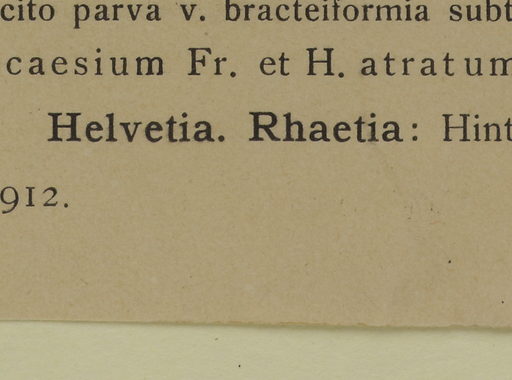 cito parva v. bracteiformia subt
caesium Fr. et H. atratum
Helvetia. Rhaetia: Hint
912.